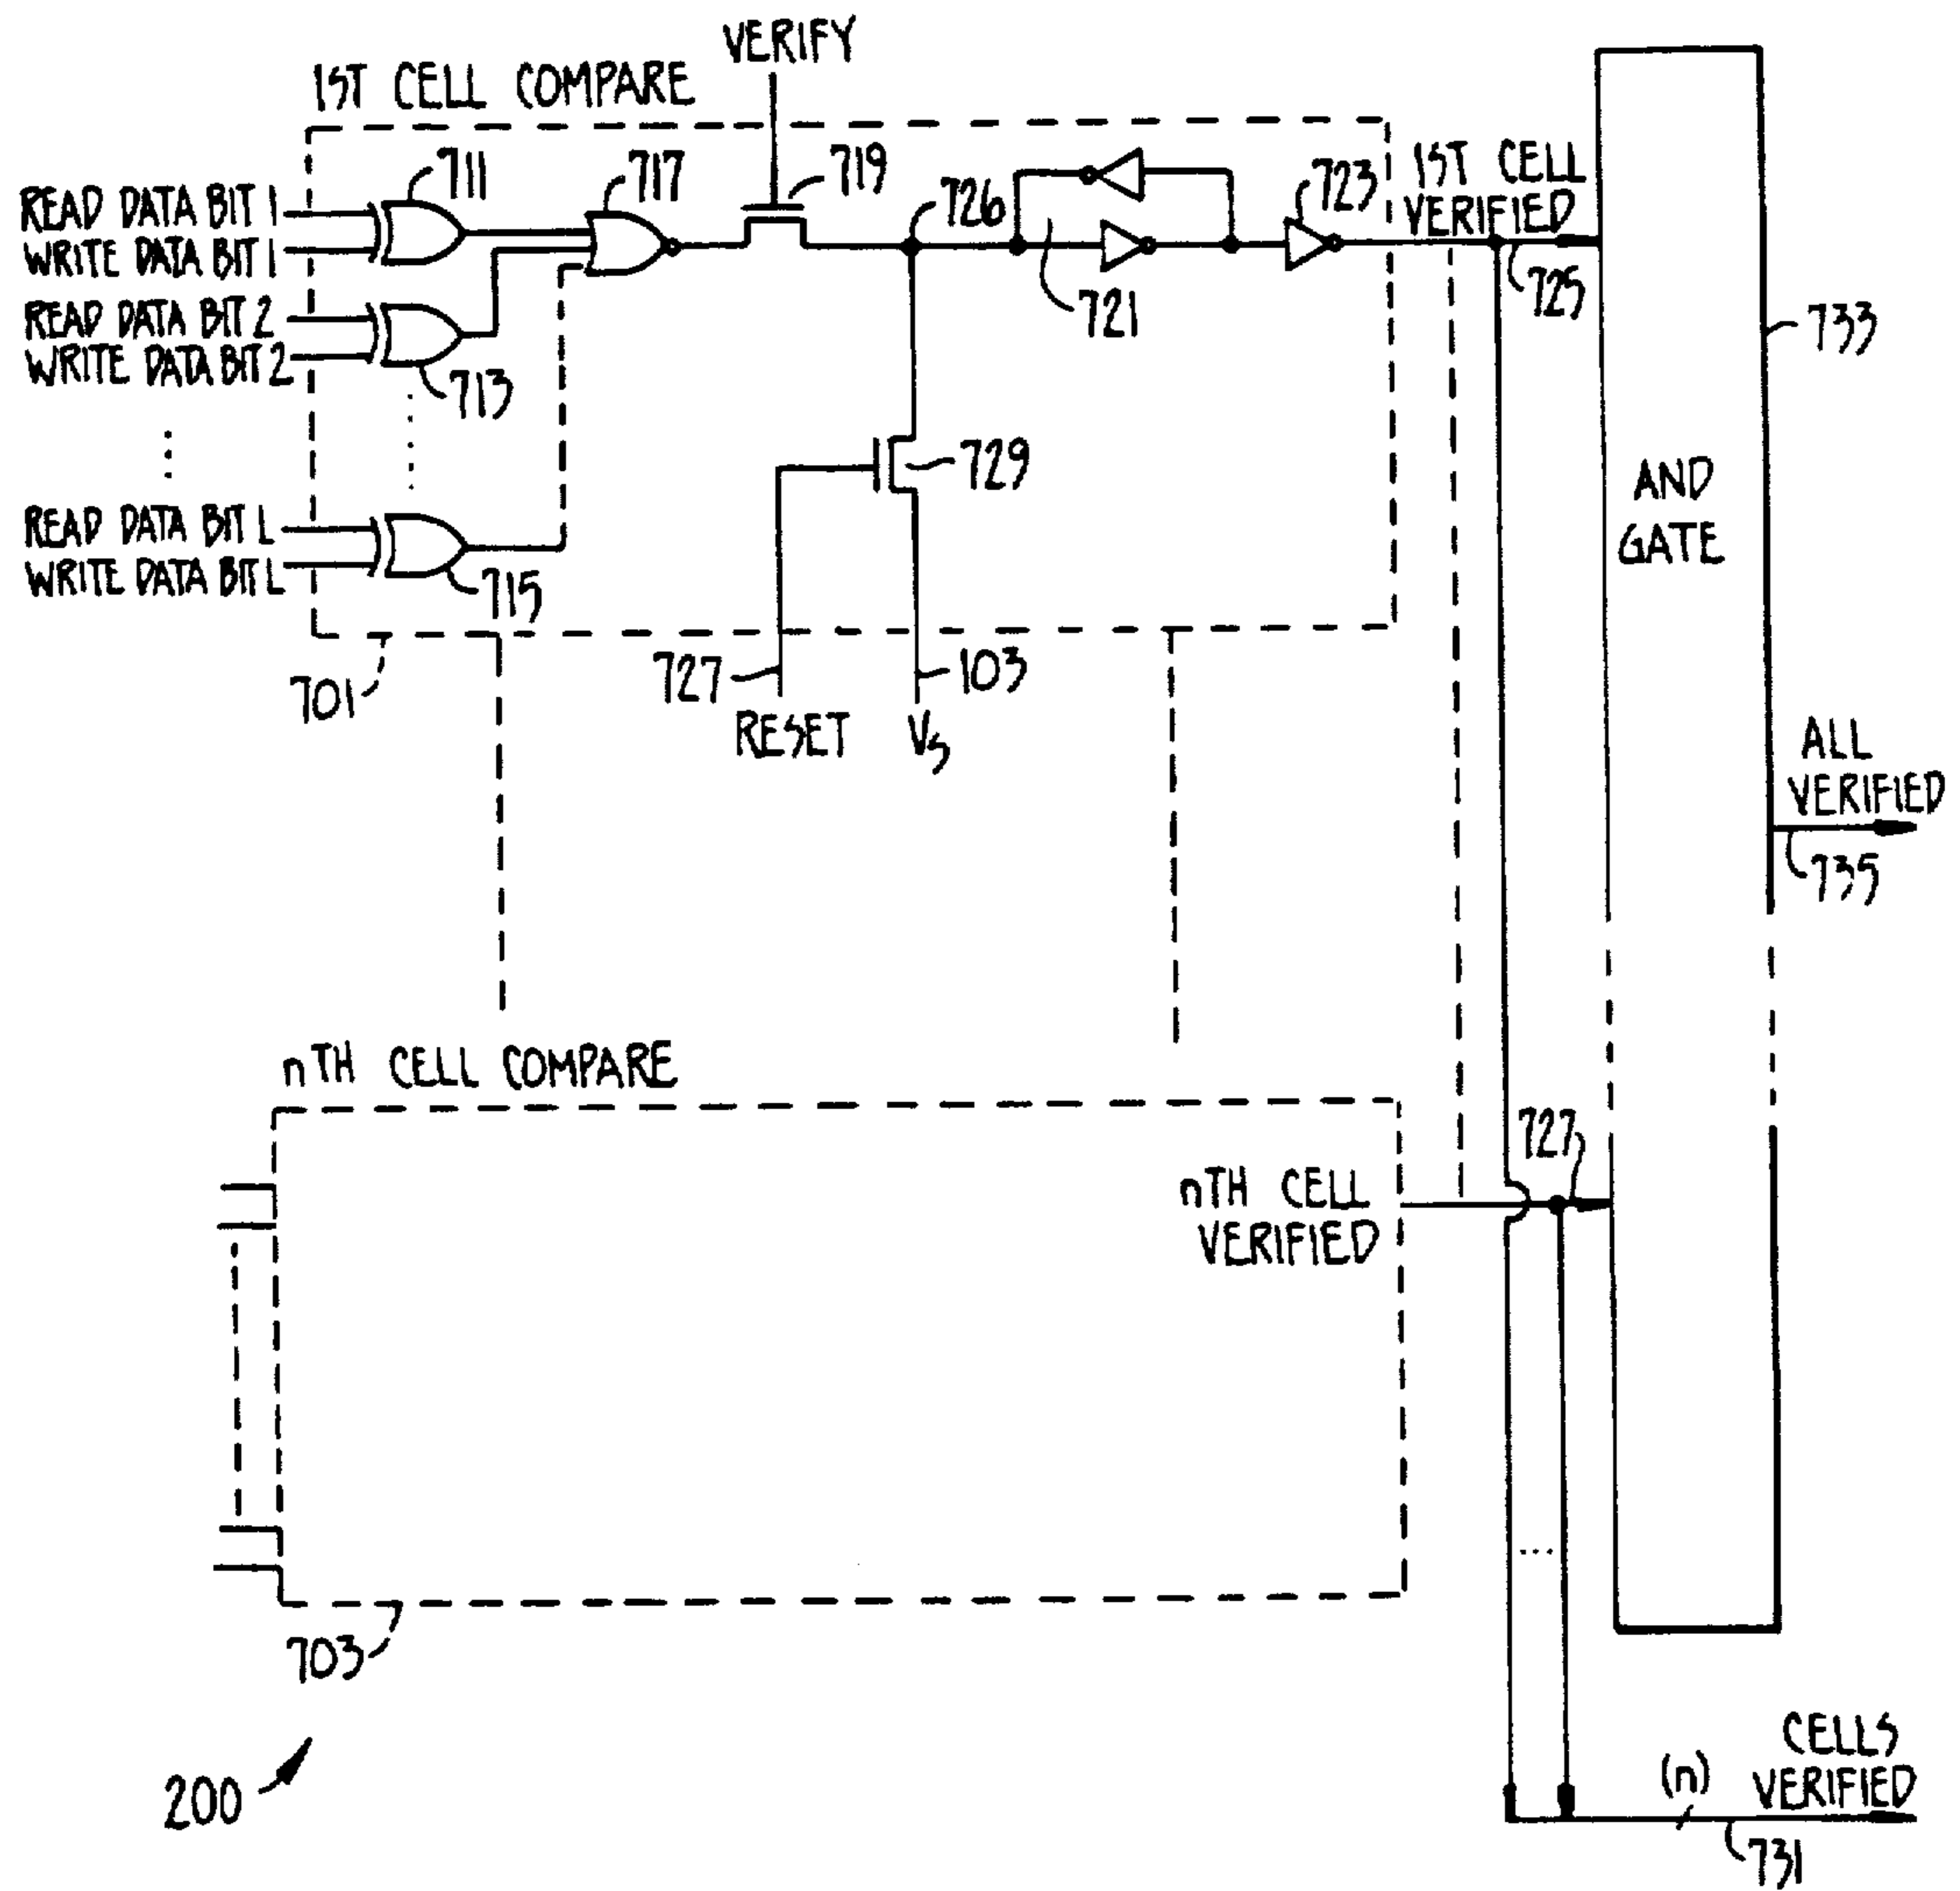 VERIFY
1ST CELL COMPARE
711
717
719
726
723
1ST CELL
VERIFIED
READ DATA BIT 1
WRITE DATA BIT 1
READ DATA BIT 2
WRITE DATA BIT 2
713
721
725
733
729
AND
GATE
READ DATA BIT L
WRITE DATA BIT L
715
701
727
103
RESET
Vs
ALL
VERIFIED
735
nTH CELL COMPARE
727
nTH CELL
VERIFIED
703
200
(n)
CELLS
VERIFIED
731